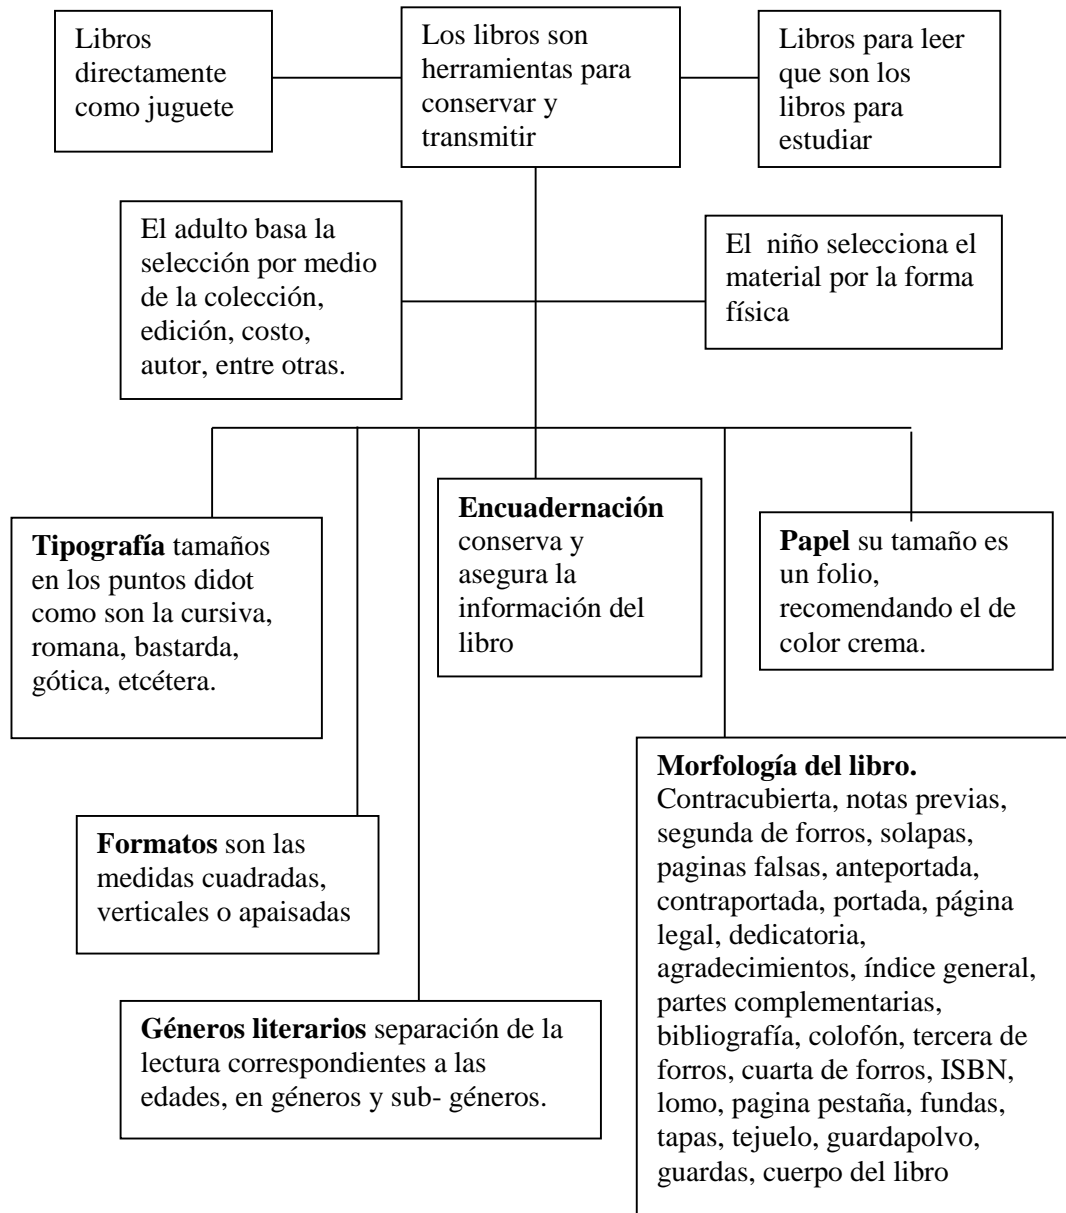 Libros
directamente
como juguete
Los libros son
herramientas para
conservar y
transmitir
Libros para leer
que son los
libros para
estudiar
El adulto basa la
selección por medio
de la colección,
edición, costo,
autor, entre otras.
El  niño selecciona el
material por la forma
física
Tipografía tamaños
en los puntos didot
como son la cursiva,
romana, bastarda,
gótica, etcétera.
Encuadernación
conserva y
asegura la
información del
libro
Papel su tamaño es
un folio,
recomendando el de
color crema.
Formatos son las
medidas cuadradas,
verticales o apaisadas
Morfología del libro.
Contracubierta, notas previas,
segunda de forros, solapas,
paginas falsas, anteportada,
contraportada, portada, página
legal, dedicatoria,
agradecimientos, índice general,
partes complementarias,
bibliografía, colofón, tercera de
forros, cuarta de forros, ISBN,
lomo, pagina pestaña, fundas,
tapas, tejuelo, guardapolvo,
guardas, cuerpo del libro
Géneros literarios separación de la
lectura correspondientes a las
edades, en géneros y sub- géneros.